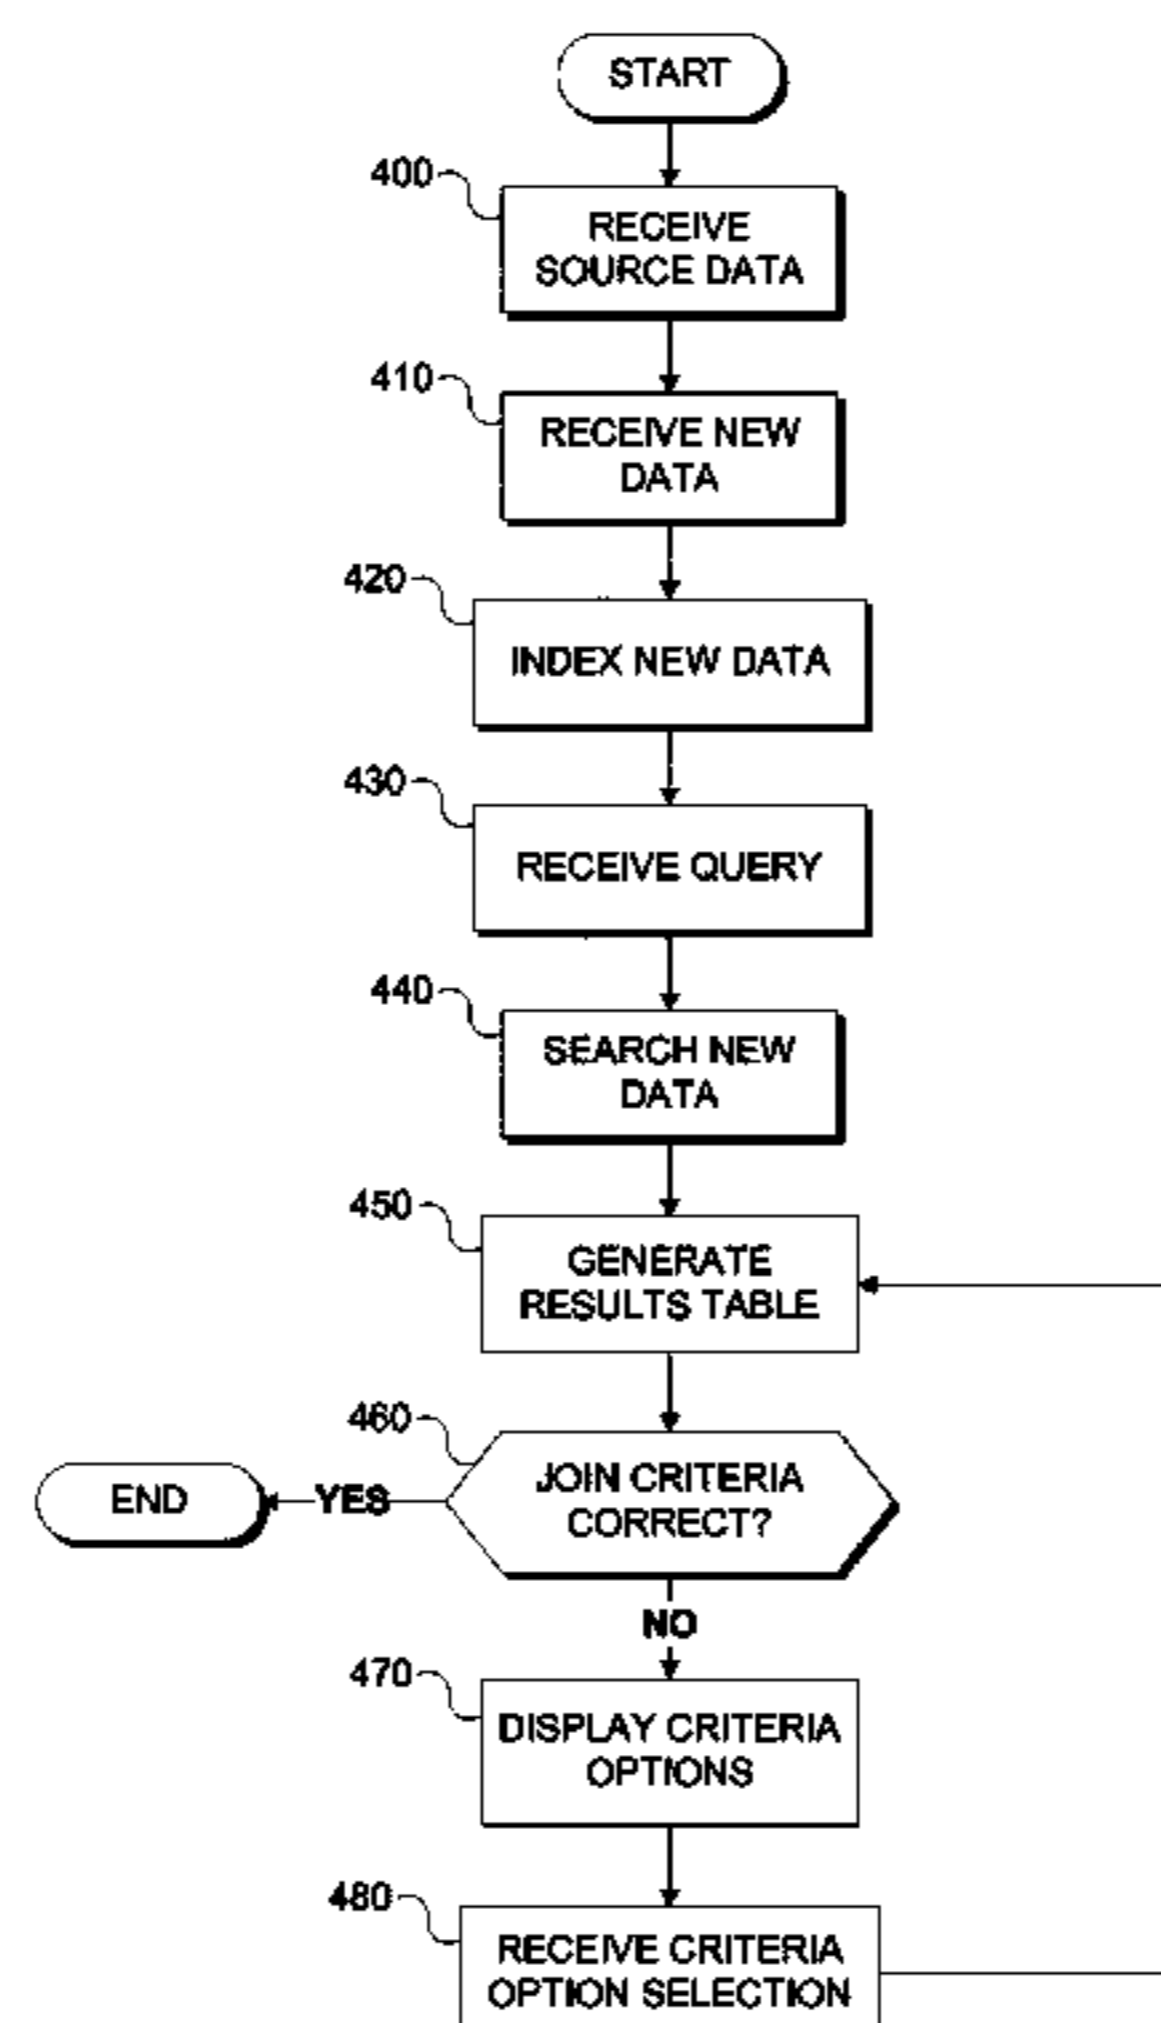 START
400
RECEIVE
SOURCE DATA
410
RECEIVE NEW
DATA
420
INDEX NEW DATA
430
RECEIVE QUERY
440
SEARCH NEW
DATA
450
GENERATE
RESULTS TABLE
460
JOIN CRITERIA
CORRECT?
YES
END
NO
470
DISPLAY CRITERIA
OPTIONS
480
RECEIVE CRITERIA
OPTION SELECTION